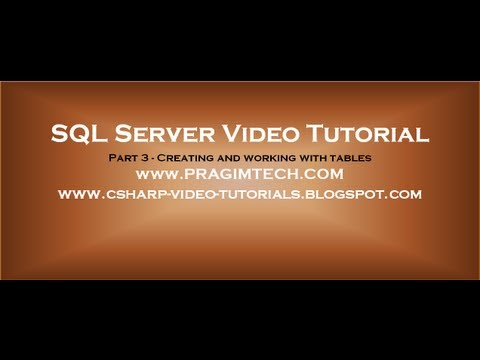 SQL Server Video Tutorial
Part 3 - Creating and working with tables
www.PRAGIMTECH.com
www.csharp-video-tutorials.blogspot.com